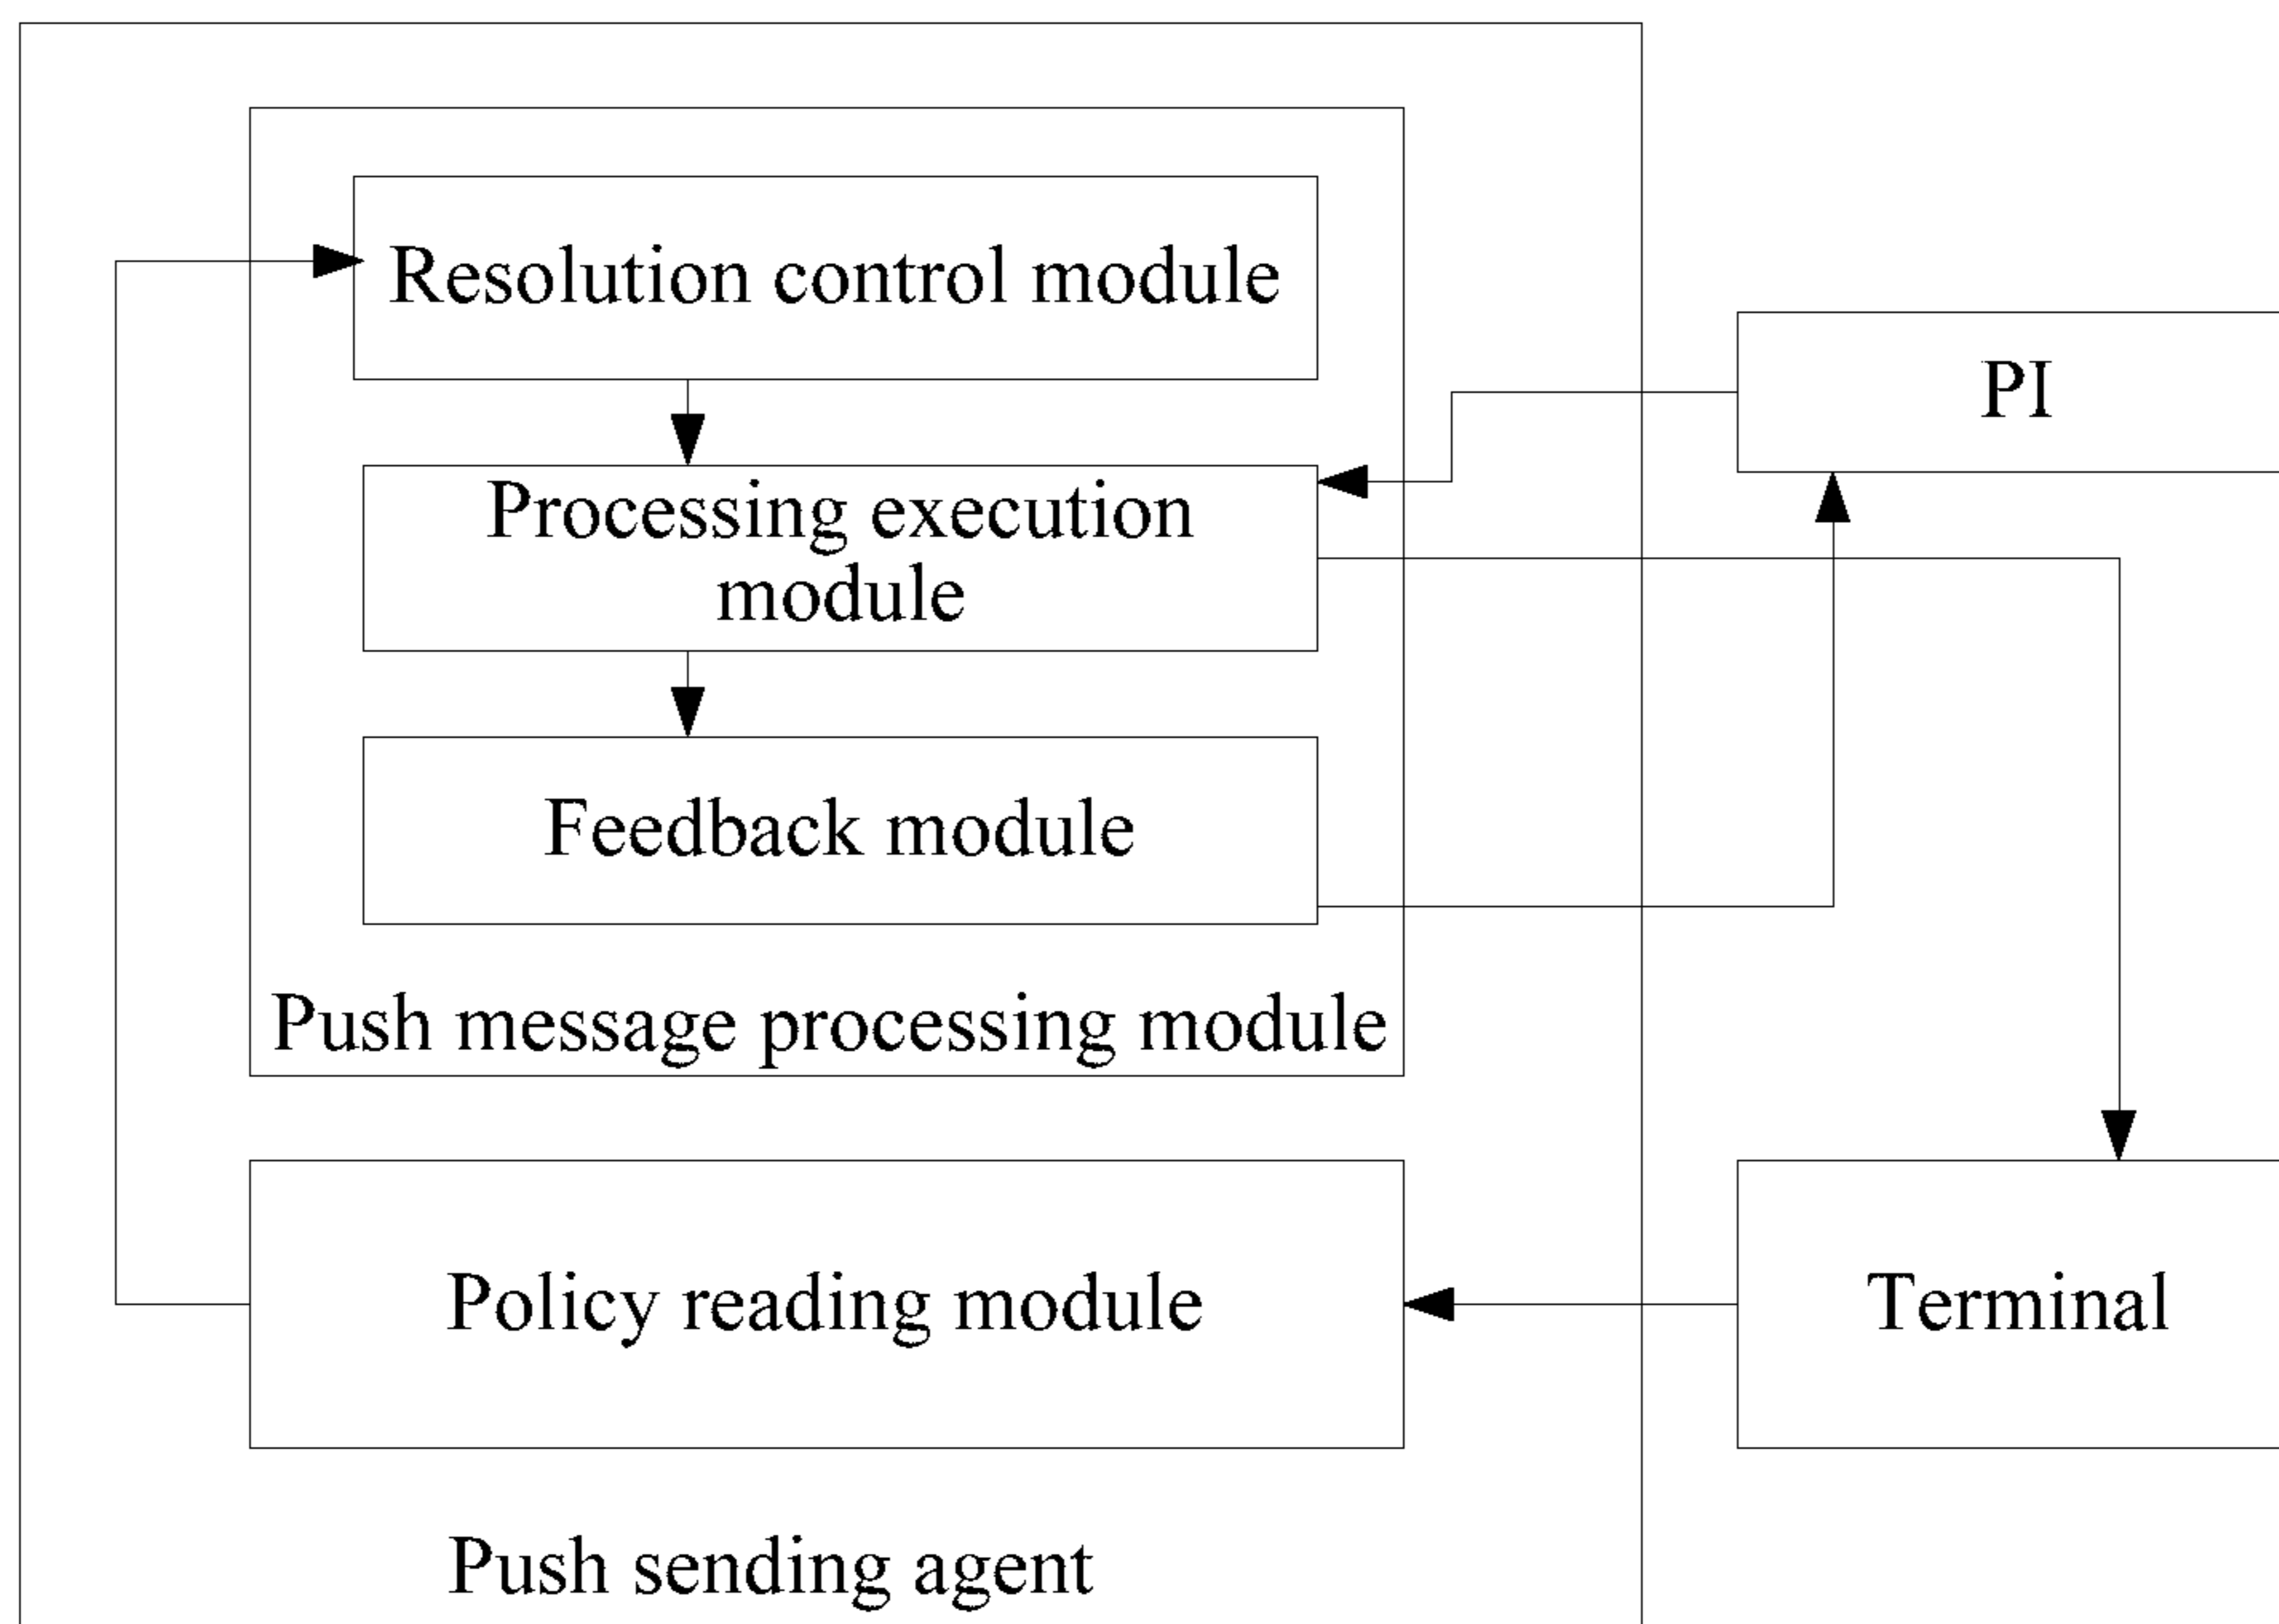 Resolution control module
PI
Processing execution
module
Feedback module
Push message processing module
Policy reading module
Terminal
Push sending agent